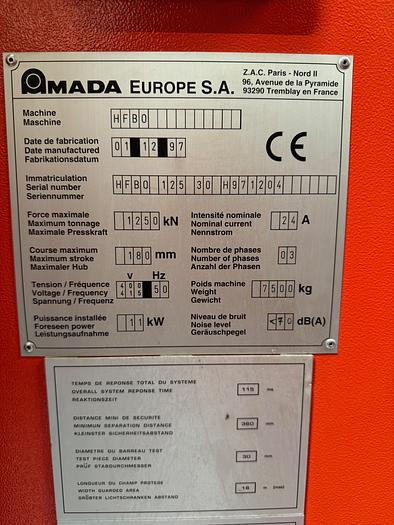 AMADA EUROPE S.A.
Z.A.C. Paris - Nord II
96, Avenue de la Pyramide
93290 Tremblay en France
Machine
Maschine
HFBO
Date de fabrication
Date manufactured
Fabrikationsdatum
01 12 97
CE
Immatriculation
Serial number
Seriennummer
HFBO 125 30 H971204
Force maximale
Maximum tonnage
Maximale Presskraft
1250 kN
Intensité nominale
Nominal current
Nennstrom
24 A
Course maximum
Maximum stroke
Maximaler Hub
180 mm
Nombre de phases
Number of phases
Anzahl der Phasen
03
V Hz
Tension / Fréquence
Voltage / Frequency
Spannung / Frequenz
400
415 50
Poids machine
Weight
Gewicht
7500 kg
Puissance installée
Foreseen power
Leistungsaufnahme
11 kW
Niveau de bruit
Noise level
Geräuschpegel
<70 dB(A)
TEMPS DE REPONSE TOTAL DU SYSTEME
OVERALL SYSTEM REPONSE TIME
REAKTIONSZEIT
115 ms
DISTANCE MINI DE SECURITE
MINIMUN SEPARATION DISTANCE
KLEINSTER SICHERHEITSABSTAND
360 mm
DIAMETRE DU BARREAU TEST
TEST PIECE DIAMETER
PRÜF STABDURCHMESSER
30 mm
LONGUEUR DU CHAMP PROTEGE
WIDTH GUARDED AREA
GRÖBTER LICHTSCHRANKEN ABSTAND
18 m (max)